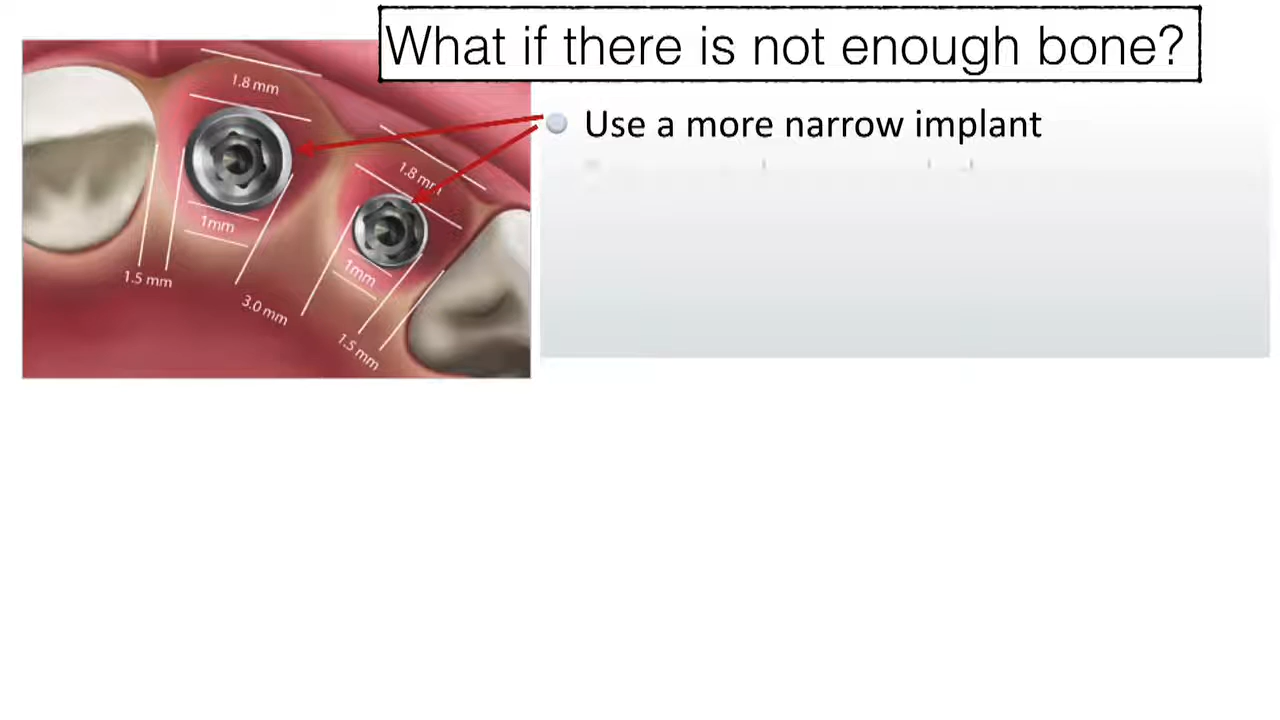 What if there is not enough bone?
Use a more narrow implant
1.8 mm
1.8 mm
1mm
1mm
1.5 mm
3.0 mm
1.5 mm